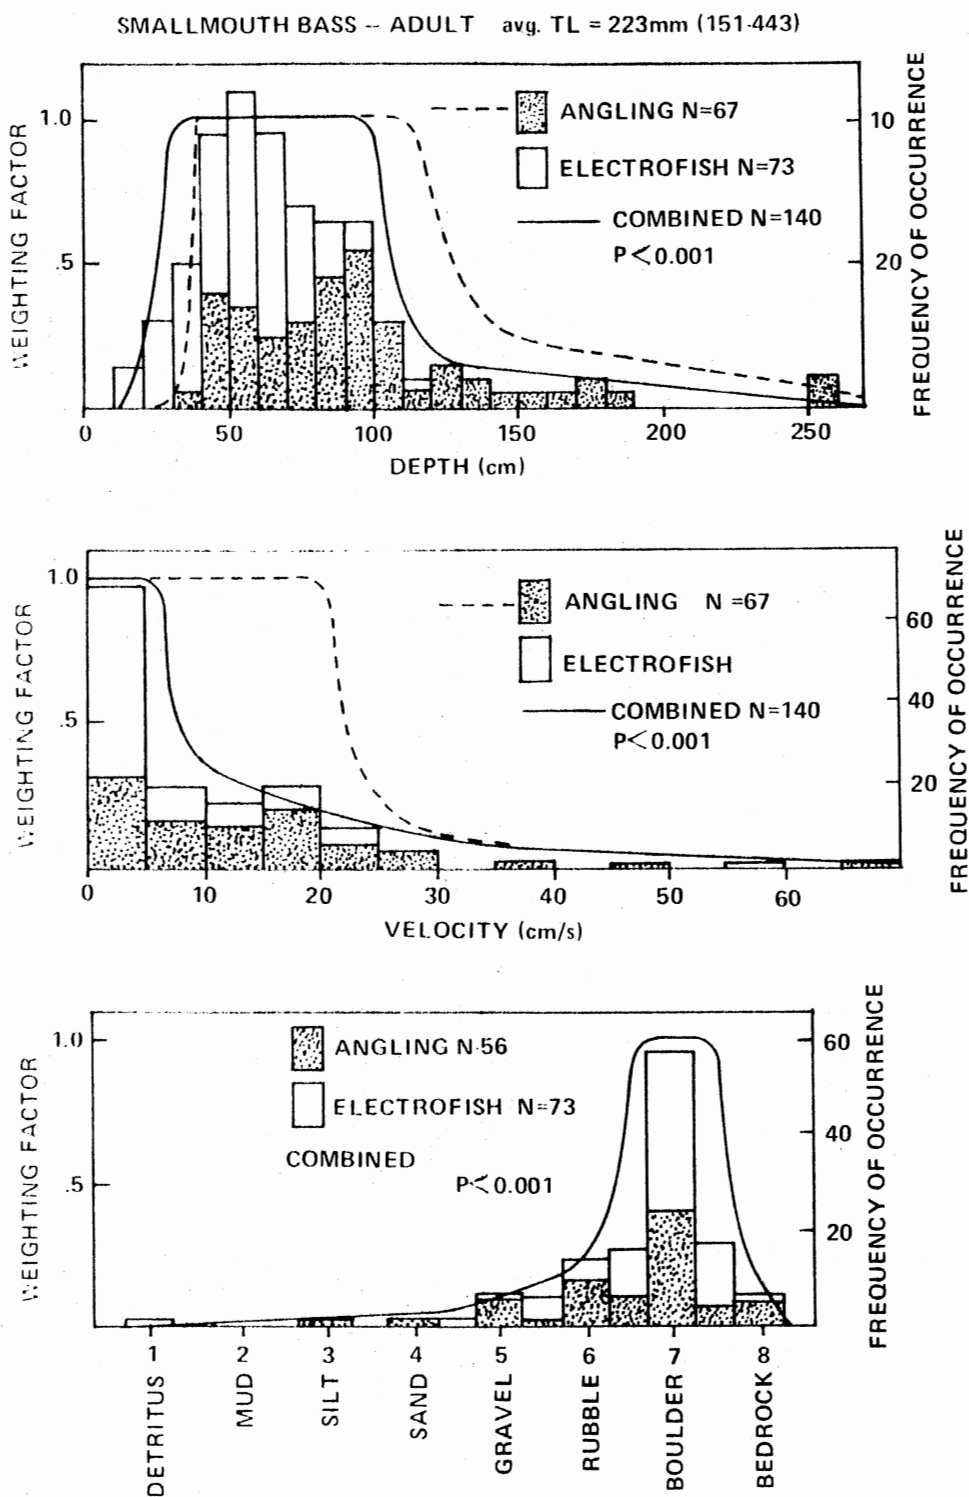 SMALLMOUTH BASS -- ADULT avg. TL = 223mm (151-443)
WEIGHTING FACTOR
1.0
.5
ANGLING N=67
ELECTROFISH N=73
COMBINED N=140
P<0.001
10
20
FREQUENCY OF OCCURRENCE
0 50 100 150 200 250
DEPTH (cm)
WEIGHTING FACTOR
1.0
.5
ANGLING N =67
ELECTROFISH
COMBINED N=140
P<0.001
60
40
20
FREQUENCY OF OCCURRENCE
0 10 20 30 40 50 60
VELOCITY (cm/s)
WEIGHTING FACTOR
1.0
.5
ANGLING N 56
ELECTROFISH N=73
COMBINED
P<0.001
60
40
20
FREQUENCY OF OCCURRENCE
1 2 3 4 5 6 7 8
DETRITUS
MUD
SILT
SAND
GRAVEL
RUBBLE
BOULDER
BEDROCK